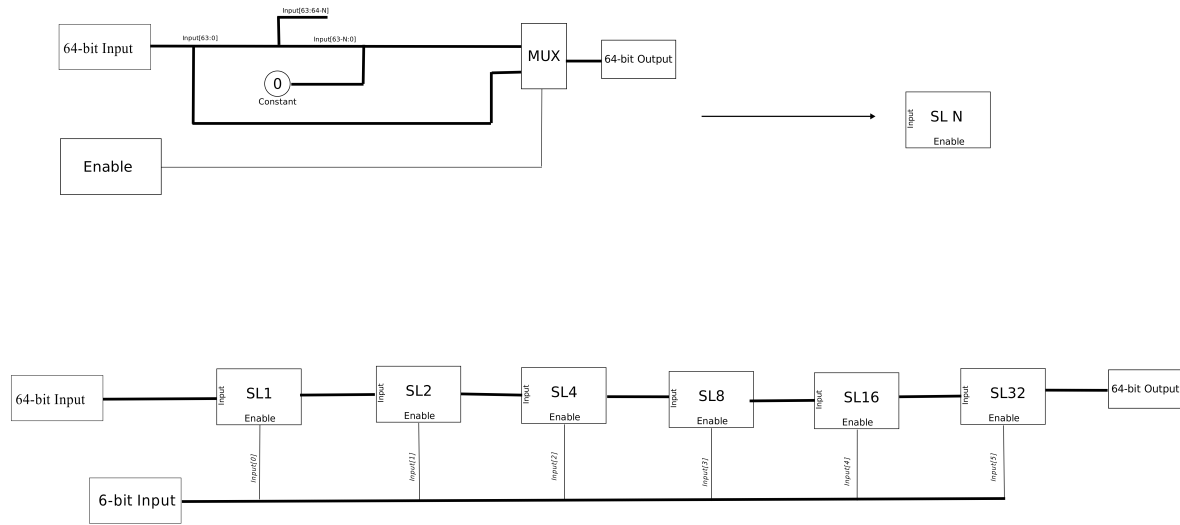 Input[63:64-N]
64-bit Input
Input[63:0]
Input[63-N:0]
MUX
64-bit Output
0
Constant
Input
SL N
Enable
Enable
64-bit Input
Input
SL1
Enable
Input
SL2
Enable
Input
SL4
Enable
Input
SL8
Enable
Input
SL16
Enable
Input
SL32
Enable
64-bit Output
Input[0]
Input[1]
Input[2]
Input[3]
Input[4]
Input[5]
6-bit Input